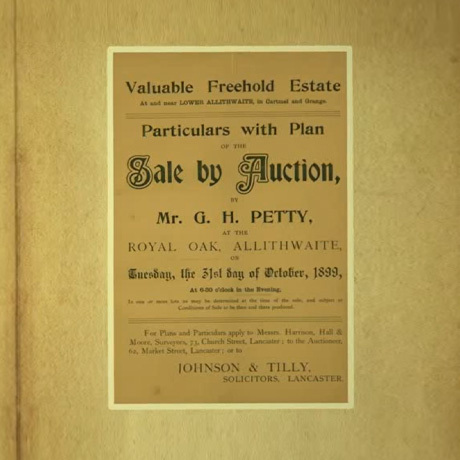 Valuable Freehold Estate
At and near LOWER ALLITHWAITE, in Cartmel and Grange.
Particulars with Plan
OF THE
Sale by Auction,
BY
Mr. G. H. PETTY,
AT THE
ROYAL OAK, ALLITHWAITE,
ON
Tuesday, the 31st day of October, 1899,
At 6-30 o'clock in the Evening,
In one or more lots as may be determined at the time of the sale, and subject to
Conditions of Sale to be then and there produced.
For Plans and Particulars apply to Messrs. Harrison, Hall &
Moore, Surveyors, 73, Church Street, Lancaster; to the Auctioneer,
62, Market Street, Lancaster; or to
JOHNSON & TILLY,
SOLICITORS, LANCASTER.